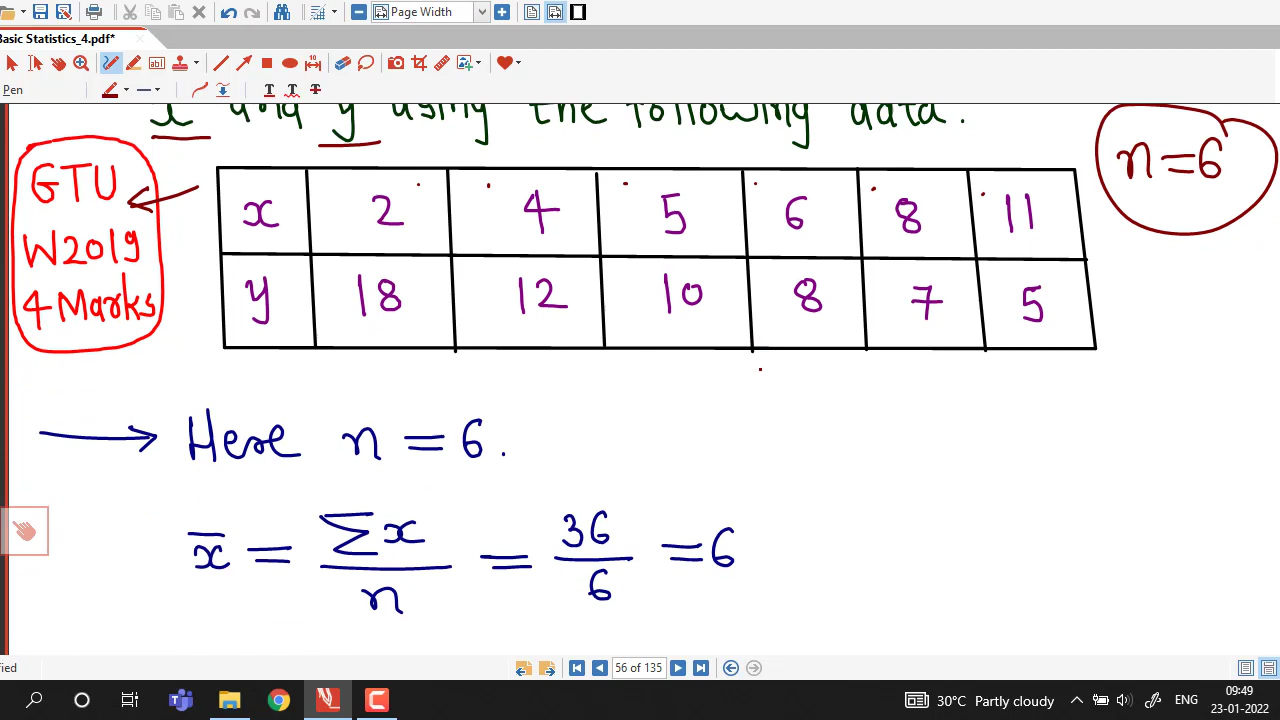 Page Width
Basic Statistics_4.pdf*
Pen
x and y using the following data.
n=6
GTU
W2019
4 Marks
x 2 4 5 6 8 11
y 18 12 10 8 7 5
Here n = 6.
x̄ = Σx / n = 36 / 6 = 6
56 of 135
fied
30°C Partly cloudy
ENG
09:49
23-01-2022